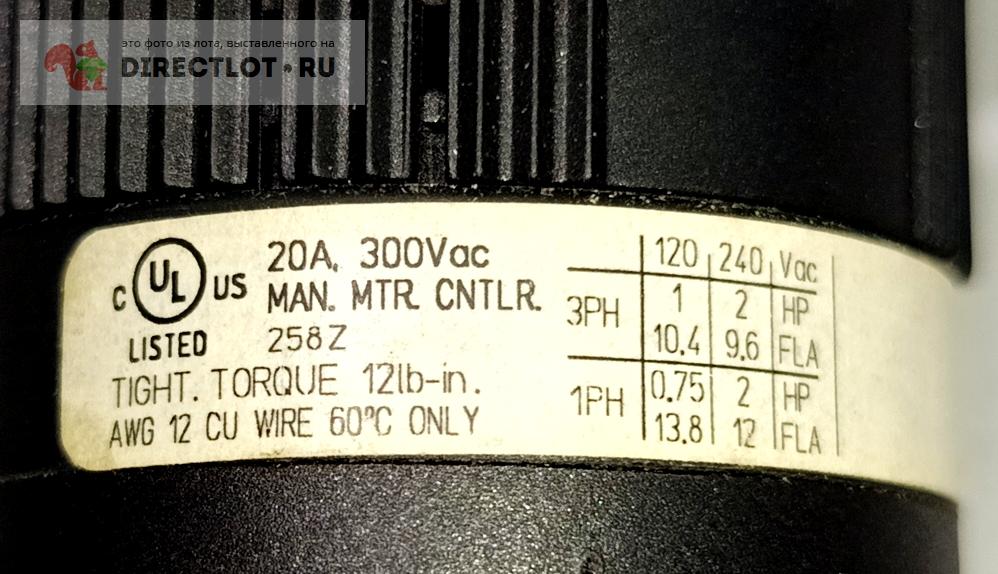 это фото из лота, выставленного на
DIRECTLOT.RU
C UL US
LISTED
20A, 300Vac
MAN. MTR. CNTLR.
258Z
TIGHT. TORQUE 12lb-in.
AWG 12 CU WIRE 60°C ONLY
120 240 Vac
3PH 1 2 HP
10.4 9.6 FLA
1PH 0.75 2 HP
13.8 12 FLA